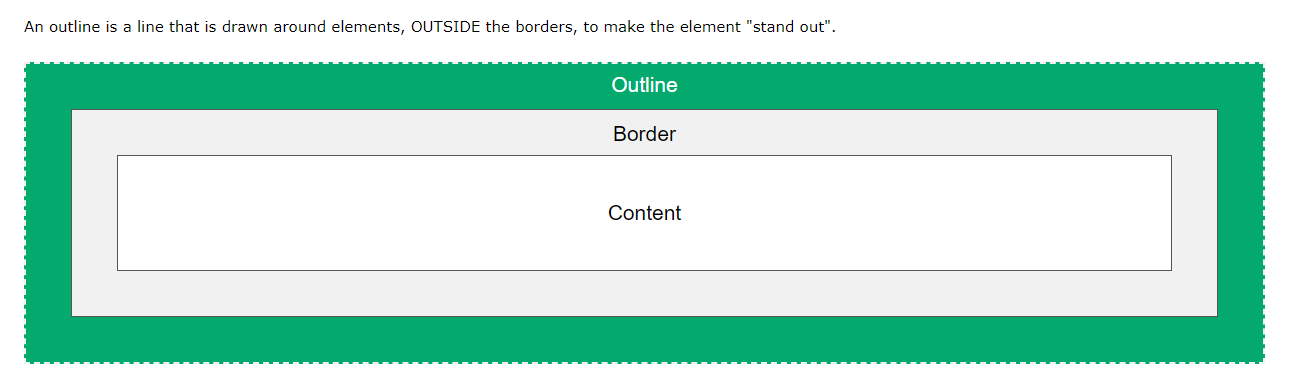 An outline is a line that is drawn around elements, OUTSIDE the borders, to make the element "stand out".
Outline
Border
Content